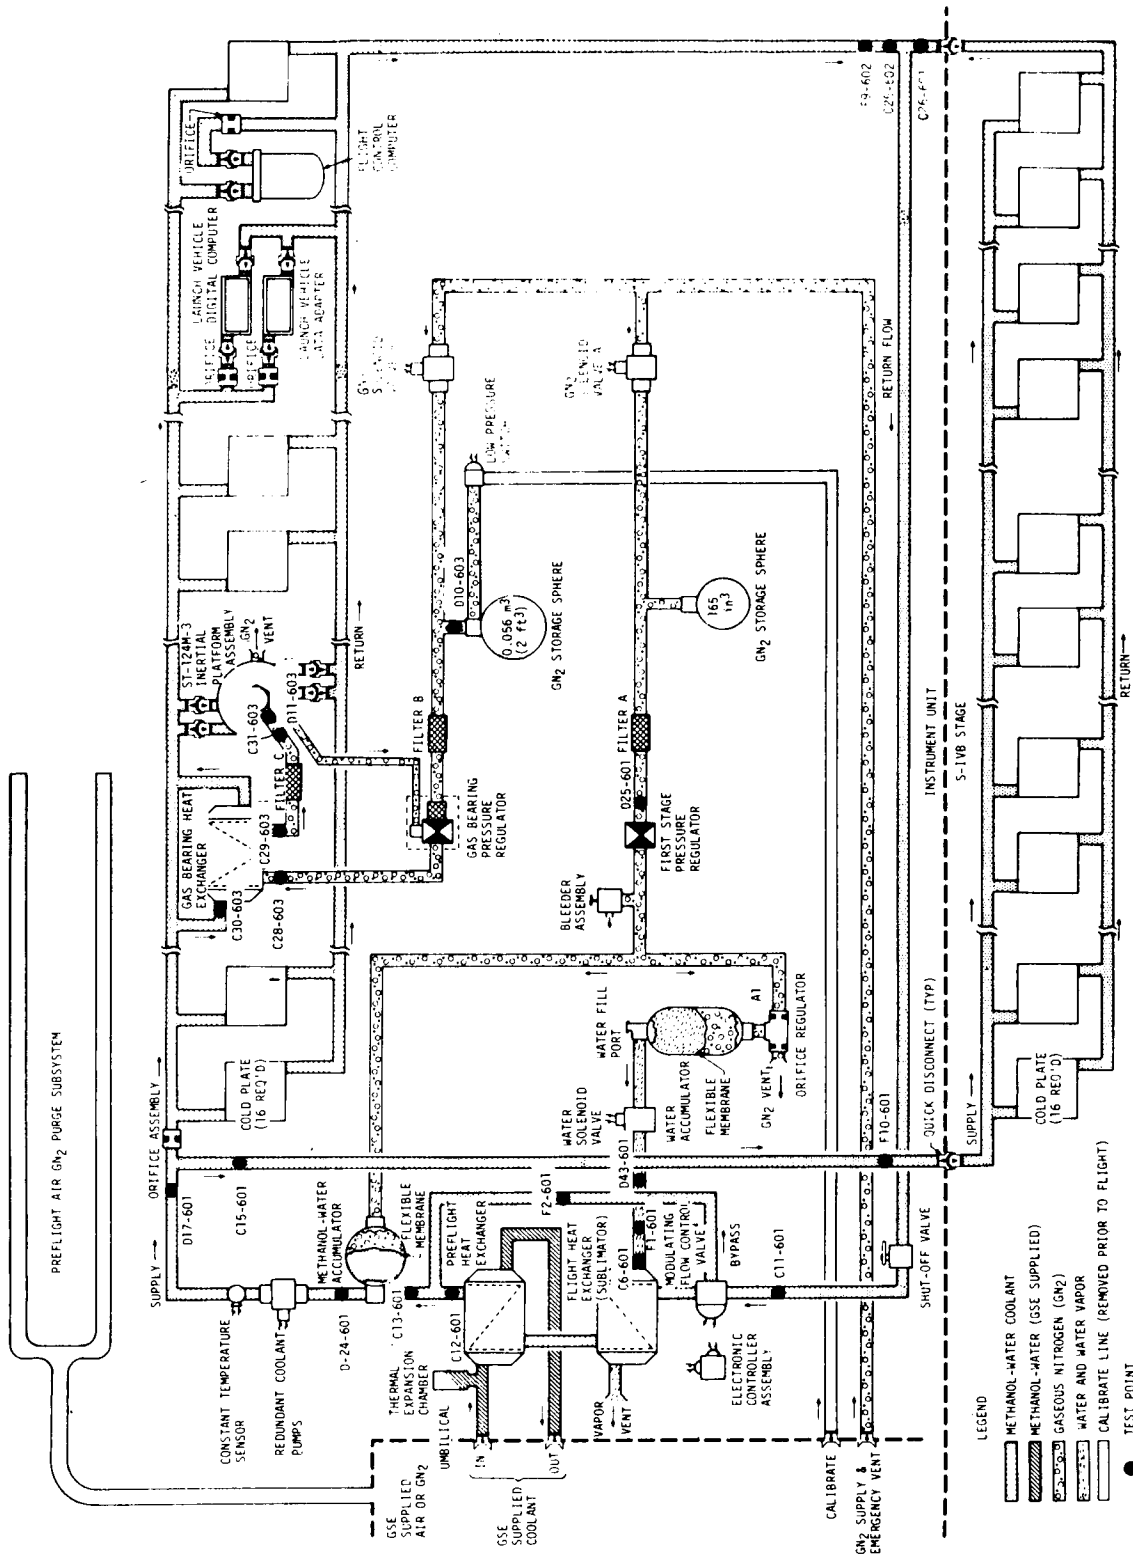 PREFLIGHT AIR GN2 PURGE SUBSYSTEM
SUPPLY
ORIFICE ASSEMBLY
D17-601
C15-601
CONSTANT TEMPERATURE
SENSOR
REDUNDANT COOLANT
PUMPS
D-24-601
METHANOL-WATER
ACCUMULATOR
FLEXIBLE
MEMBRANE
C13-601
PREFLIGHT
HEAT
EXCHANGER
C12-601
THERMAL
EXPANSION
CHAMBER
UMBILICAL
GSE
SUPPLIED
AIR OR GN2
IN
OUT
GSE
SUPPLIED
COOLANT
F2-601
FLIGHT HEAT
EXCHANGER
(SUBLIMATOR)
VAPOR
VENT
C6-601
F1-601
D43-601
MODULATING
FLOW CONTROL
VALVE
BYPASS
ELECTRONIC
CONTROLLER
ASSEMBLY
C11-601
CALIBRATE
GN2 SUPPLY &
EMERGENCY VENT
SHUT-OFF VALVE
COLD PLATE
(16 REQ'D)
GAS BEARING HEAT
EXCHANGER
C30-603
C28-603
C29-603
FILTER C
C31-603
D11-603
ST-124M-3
INERTIAL
PLATFORM
ASSEMBLY
GN2
VENT
RETURN
ORIFICE
ORIFICE
LAUNCH VEHICLE
DIGITAL COMPUTER
LAUNCH VEHICLE
DATA ADAPTER
ORIFICE
FLIGHT
CONTROL
COMPUTER
LOW PRESSURE
SWITCH
D10-603
0.056 m3
(2 ft3)
GN2 STORAGE SPHERE
FILTER B
GAS BEARING
PRESSURE
REGULATOR
GN2
SOLENOID
VALVE A
165
in3
GN2 STORAGE SPHERE
FILTER A
D25-601
FIRST STAGE
PRESSURE
REGULATOR
BLEEDER
ASSEMBLY
WATER FILL
PORT
WATER
SOLENOID
VALVE
WATER
ACCUMULATOR
FLEXIBLE
MEMBRANE
A1
GN2 VENT
ORIFICE REGULATOR
F9-602
C25-602
C26-601
RETURN FLOW
F10-601
QUICK DISCONNECT (TYP)
INSTRUMENT UNIT
S-IVB STAGE
SUPPLY
COLD PLATE
(16 REQ'D)
RETURN
LEGEND
METHANOL-WATER COOLANT
METHANOL-WATER (GSE SUPPLIED)
GASEOUS NITROGEN (GN2)
WATER AND WATER VAPOR
CALIBRATE LINE (REMOVED PRIOR TO FLIGHT)
TEST POINT